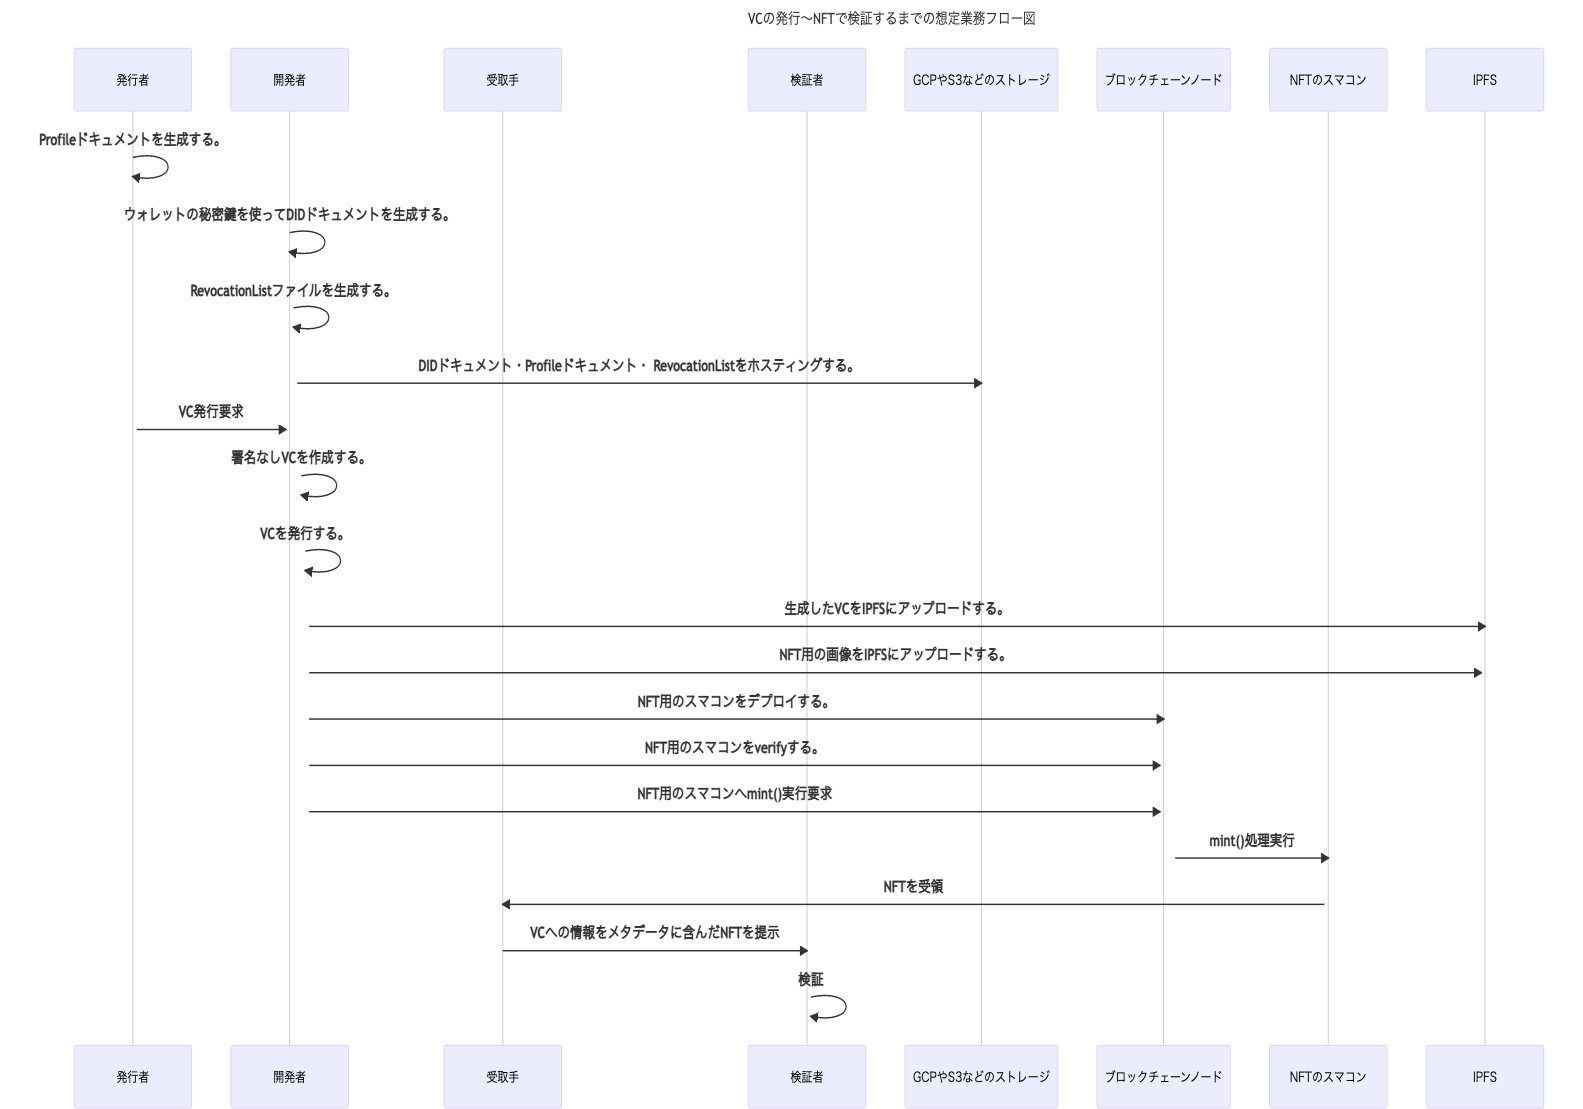 VCの発行〜NFTで検証するまでの想定業務フロー図
発行者
開発者
受取手
検証者
GCPやS3などのストレージ
ブロックチェーンノード
NFTのスマコン
IPFS
Profileドキュメントを生成する。
ウォレットの秘密鍵を使ってDIDドキュメントを生成する。
RevocationListファイルを生成する。
DIDドキュメント・Profileドキュメント・ RevocationListをホスティングする。
VC発行要求
署名なしVCを作成する。
VCを発行する。
生成したVCをIPFSにアップロードする。
NFT用の画像をIPFSにアップロードする。
NFT用のスマコンをデプロイする。
NFT用のスマコンをverifyする。
NFT用のスマコンへmint()実行要求
mint()処理実行
NFTを受領
VCへの情報をメタデータに含んだNFTを提示
検証
発行者
開発者
受取手
検証者
GCPやS3などのストレージ
ブロックチェーンノード
NFTのスマコン
IPFS